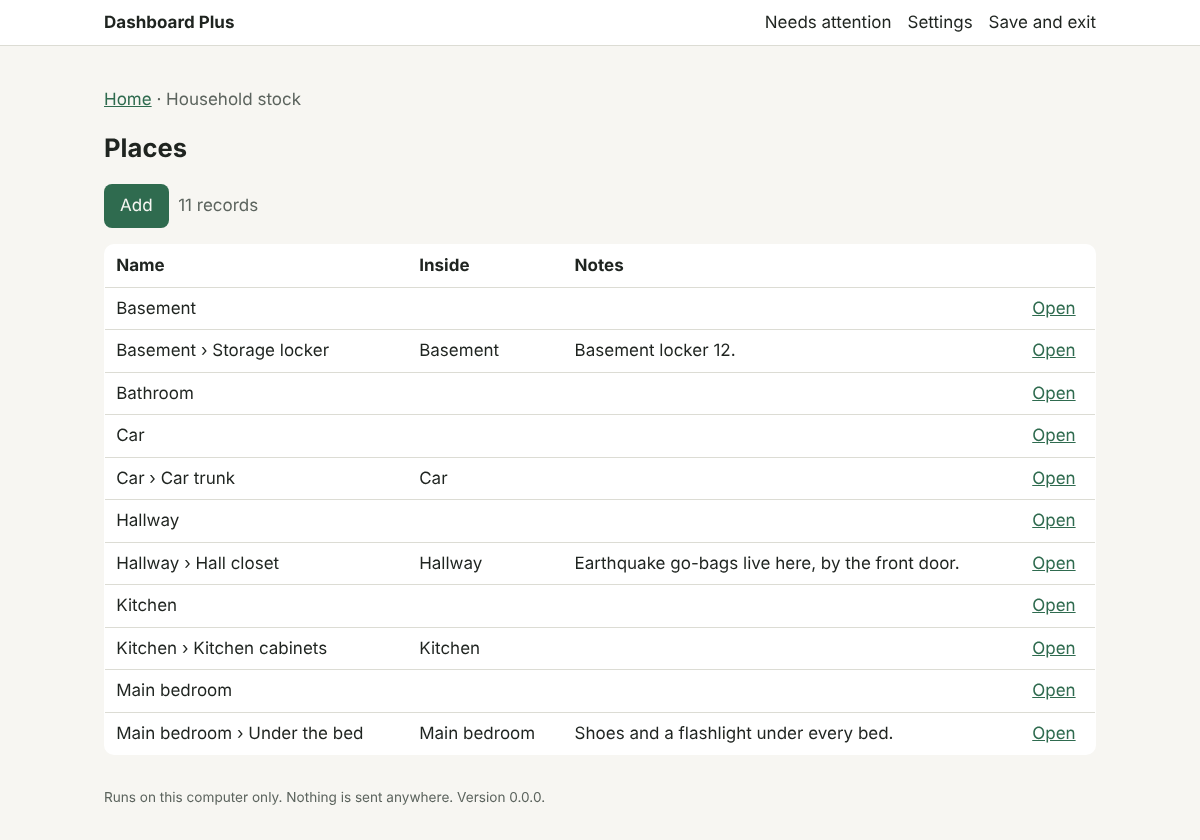 Dashboard Plus Needs attention Settings Save and exit
Home · Household stock
Places
Add 11 records
Name Inside Notes
Basement Open
Basement › Storage locker Basement Basement locker 12. Open
Bathroom Open
Car Open
Car › Car trunk Car Open
Hallway Open
Hallway › Hall closet Hallway Earthquake go-bags live here, by the front door. Open
Kitchen Open
Kitchen › Kitchen cabinets Kitchen Open
Main bedroom Open
Main bedroom › Under the bed Main bedroom Shoes and a flashlight under every bed. Open
Runs on this computer only. Nothing is sent anywhere. Version 0.0.0.